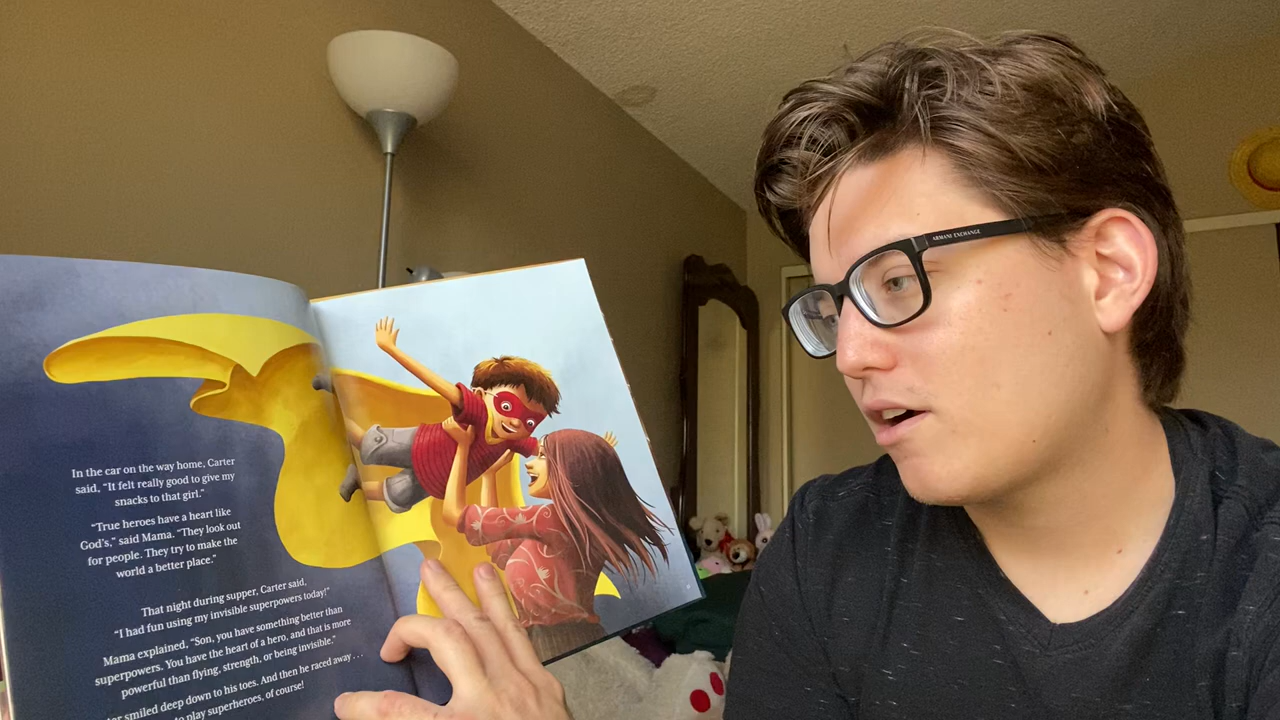 In the car on the way home, Carter
said, “It felt really good to give my
snacks to that girl.”
“True heroes have a heart like
God’s,” said Mama. “They look out
for people. They try to make the
world a better place.”
That night during supper, Carter said,
“I had fun using my invisible superpowers today!”
Mama explained, “Son, you have something better than
superpowers. You have the heart of a hero, and that is more
powerful than flying, strength, or being invisible.”
smiled deep down to his toes. And then he raced away . . .
to play superheroes, of course!
ARMANI EXCHANGE